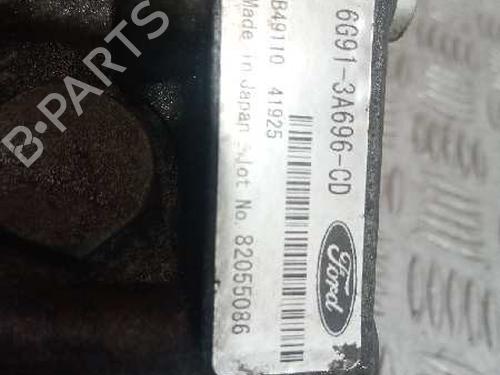 6G91-3A696-CD
B49110 41925
Made in Japan Lot No. 82055086
Ford
B-PARTS